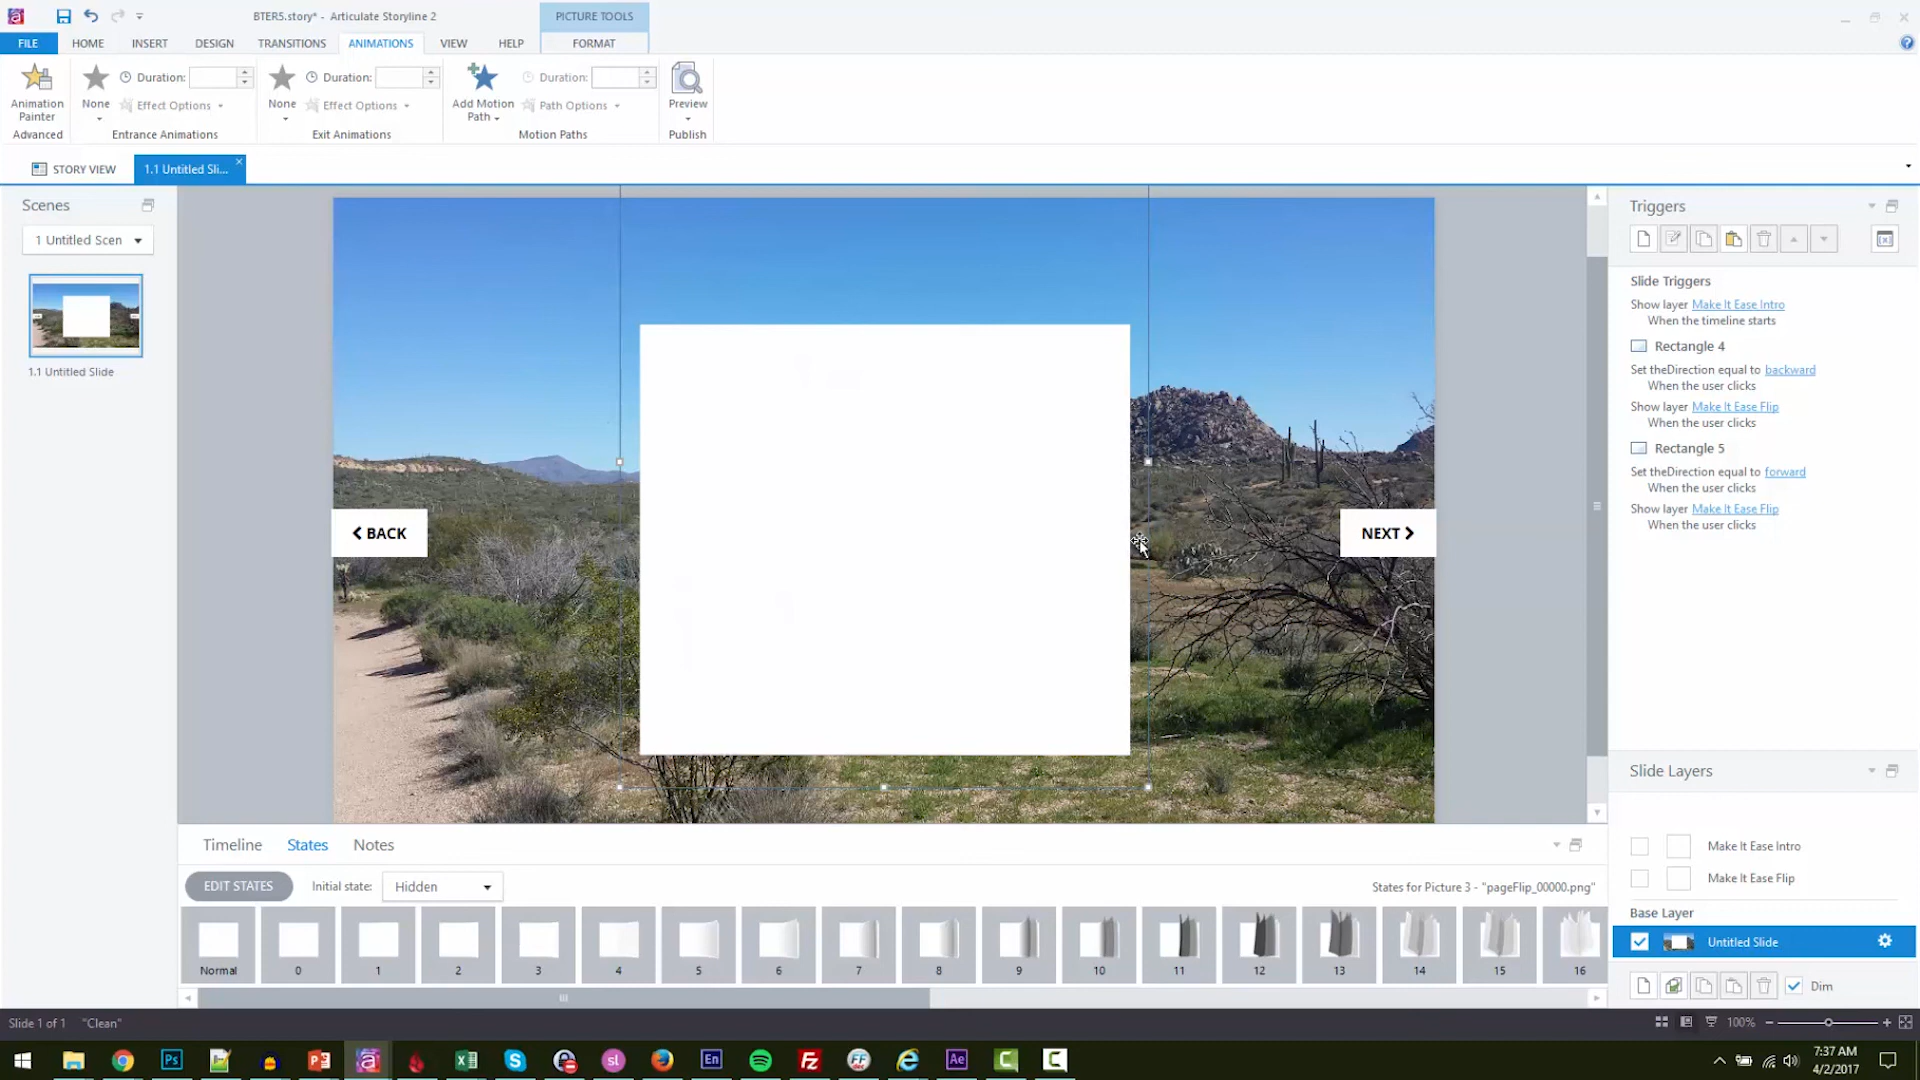 BTER5.story* - Articulate Storyline 2
PICTURE TOOLS
FILE
HOME
INSERT
DESIGN
TRANSITIONS
ANIMATIONS
VIEW
HELP
FORMAT
Animation Painter
None
Duration:
Effect Options
None
Duration:
Effect Options
Add Motion Path
Duration:
Path Options
Preview
Advanced
Entrance Animations
Exit Animations
Motion Paths
Publish
STORY VIEW
1.1 Untitled Sli...
Scenes
1 Untitled Scen
1.1 Untitled Slide
BACK
NEXT
Triggers
Slide Triggers
Show layer Make It Ease Intro
When the timeline starts
Rectangle 4
Set theDirection equal to backward
When the user clicks
Show layer Make It Ease Flip
When the user clicks
Rectangle 5
Set theDirection equal to forward
When the user clicks
Show layer Make It Ease Flip
When the user clicks
Slide Layers
Make It Ease Intro
Make It Ease Flip
Base Layer
Untitled Slide
Dim
Timeline
States
Notes
EDIT STATES
Initial state:
Hidden
States for Picture 3 - "pageFlip_00000.png"
Normal
0
1
2
3
4
5
6
7
8
9
10
11
12
13
14
15
16
Slide 1 of 1
"Clean"
100%
7:37 AM
4/2/2017